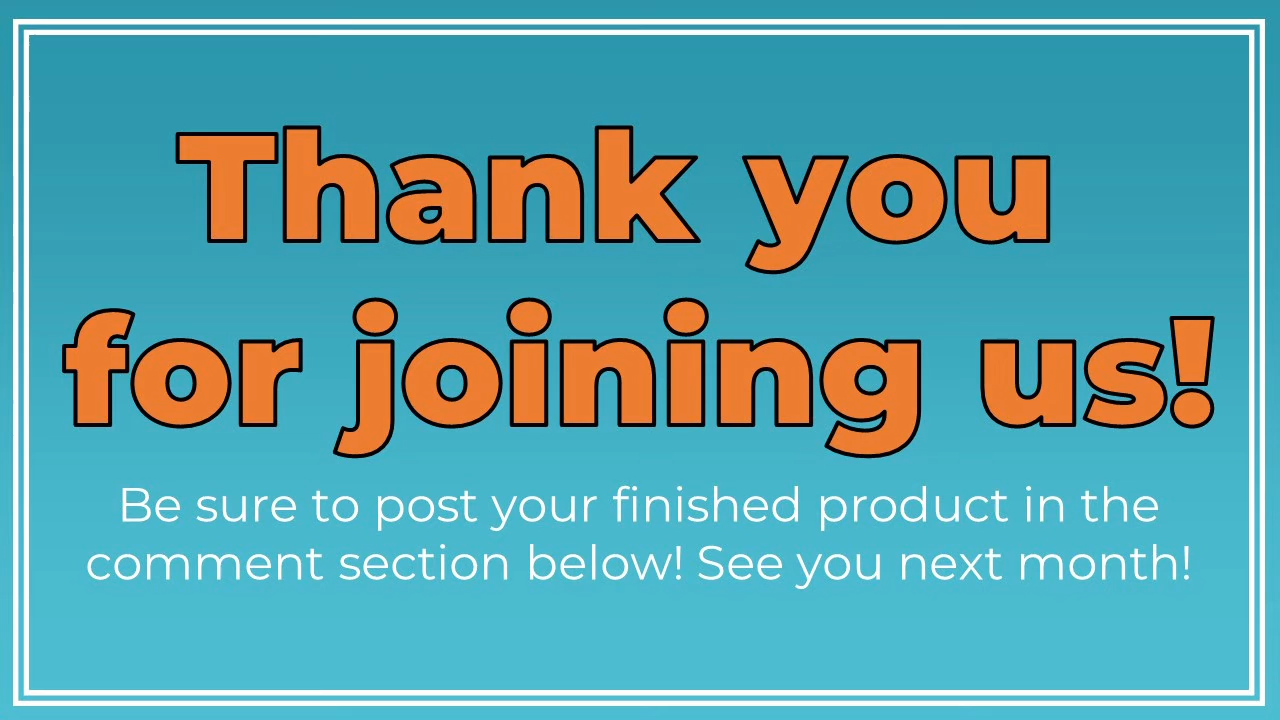 Thank you
for joining us!
Be sure to post your finished product in the
comment section below! See you next month!